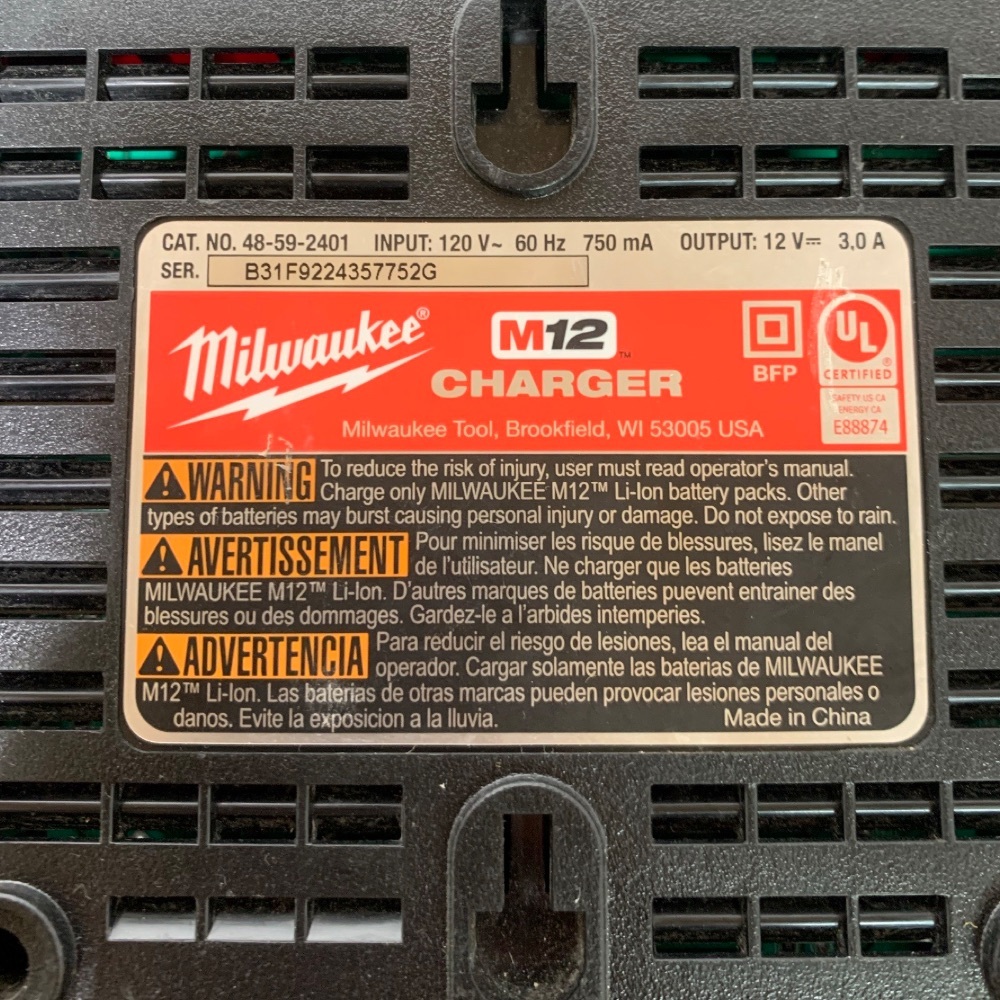 CAT. NO. 48-59-2401 INPUT: 120 V~ 60 Hz 750 mA OUTPUT: 12 V⎓ 3,0 A
SER. B31F9224357752G
Milwaukee® M12™ BFP UL® CERTIFIED
CHARGER SAFETY US CA
ENERGY CA
E88874
Milwaukee Tool, Brookfield, WI 53005 USA
⚠WARNING To reduce the risk of injury, user must read operator's manual.
Charge only MILWAUKEE M12™ Li-Ion battery packs. Other
types of batteries may burst causing personal injury or damage. Do not expose to rain.
⚠AVERTISSEMENT Pour minimiser les risque de blessures, lisez le manel
de l'utilisateur. Ne charger que les batteries
MILWAUKEE M12™ Li-Ion. D'autres marques de batteries puevent entrainer des
blessures ou des dommages. Gardez-le a l'arbides intemperies.
⚠ADVERTENCIA Para reducir el riesgo de lesiones, lea el manual del
operador. Cargar solamente las baterias de MILWAUKEE
M12™ Li-Ion. Las baterias de otras marcas pueden provocar lesiones personales o
danos. Evite la exposicion a la lluvia. Made in China